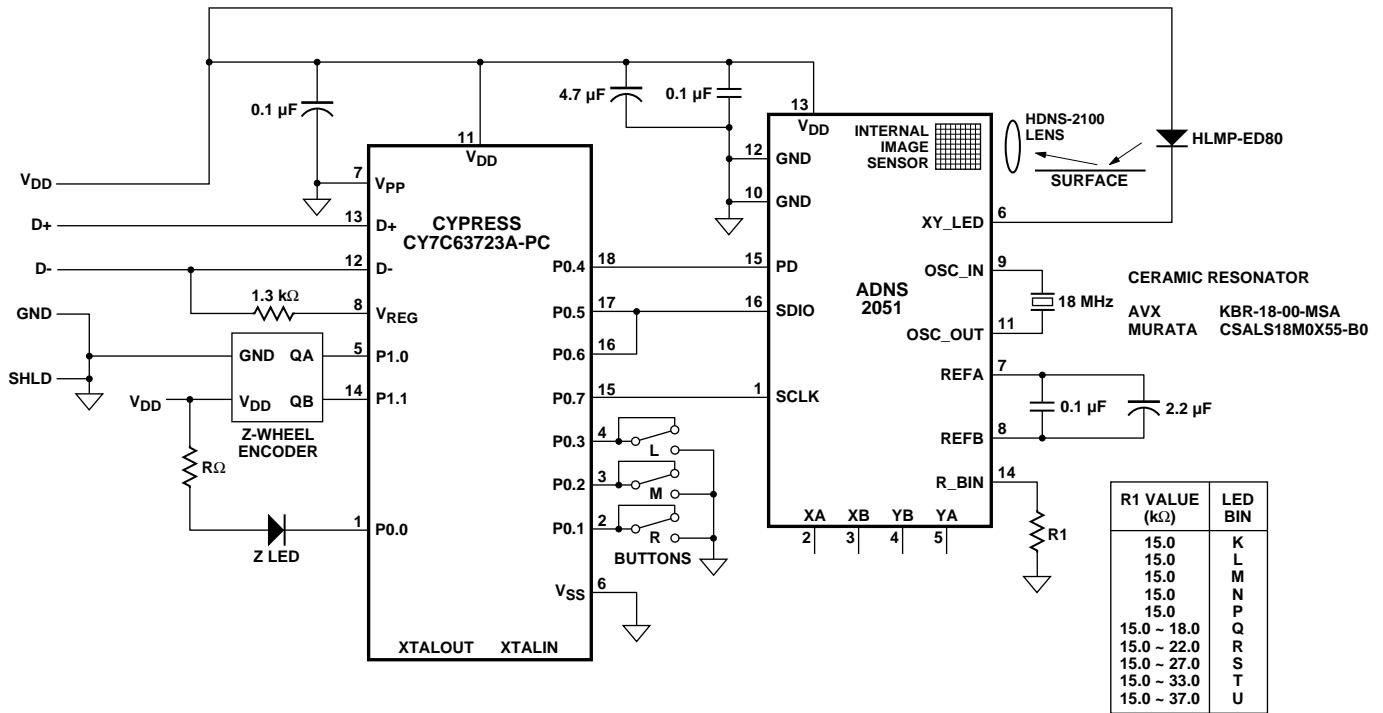 0.1 µF
4.7 µF
0.1 µF
13
V_DD
INTERNAL
IMAGE
SENSOR
HDNS-2100
LENS
HLMP-ED80
SURFACE
11
V_DD
12
GND
10
GND
V_DD
7
V_PP
D+
13
D+
CYPRESS
CY7C63723A-PC
6
XY_LED
D-
12
D-
P0.4
18
15
PD
OSC_IN
9
CERAMIC RESONATOR
1.3 kΩ
8
V_REG
P0.5
17
16
SDIO
ADNS
2051
18 MHz
AVX KBR-18-00-MSA
MURATA CSALS18M0X55-B0
GND
OSC_OUT
11
GND QA
5
P1.0
P0.6
16
SHLD
REFA
7
V_DD
V_DD QB
14
P1.1
P0.7
15
1
SCLK
0.1 µF
2.2 µF
Z-WHEEL
ENCODER
P0.3
4
L
REFB
8
RΩ
P0.2
3
M
R_BIN
14
R1
1
P0.0
Z LED
P0.1
2
R
BUTTONS
XA XB YB YA
2 3 4 5
V_SS
6
XTALOUT XTALIN
R1 VALUE
(kΩ)
LED
BIN
15.0 K
15.0 L
15.0 M
15.0 N
15.0 P
15.0 ~ 18.0 Q
15.0 ~ 22.0 R
15.0 ~ 27.0 S
15.0 ~ 33.0 T
15.0 ~ 37.0 U